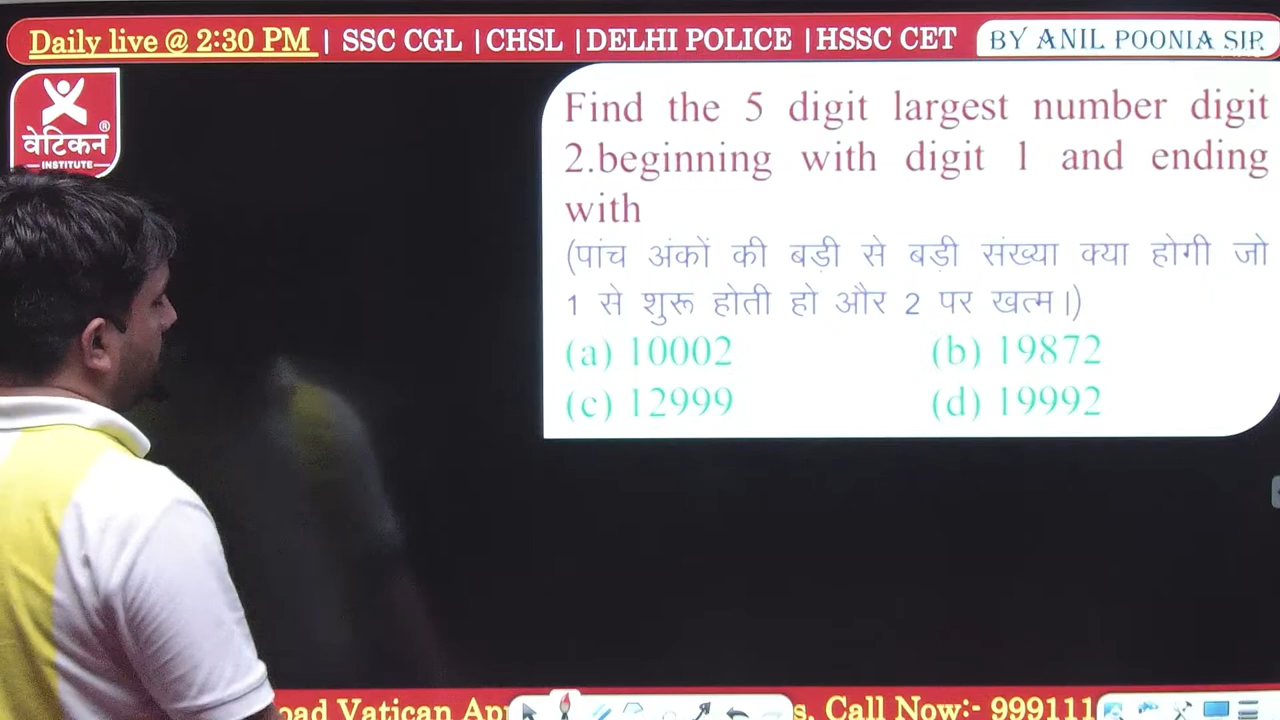 Daily live @ 2:30 PM | SSC CGL |CHSL |DELHI POLICE |HSSC CET
BY ANIL POONIA SIR
वेटिकन®
INSTITUTE
Find the 5 digit largest number digit
2.beginning with digit 1 and ending
with
(पांच अंकों की बड़ी से बड़ी संख्या क्या होगी जो
1 से शुरू होती हो और 2 पर खत्म।)
(a) 10002 (b) 19872
(c) 12999 (d) 19992
Vatican Call Now:- 999111